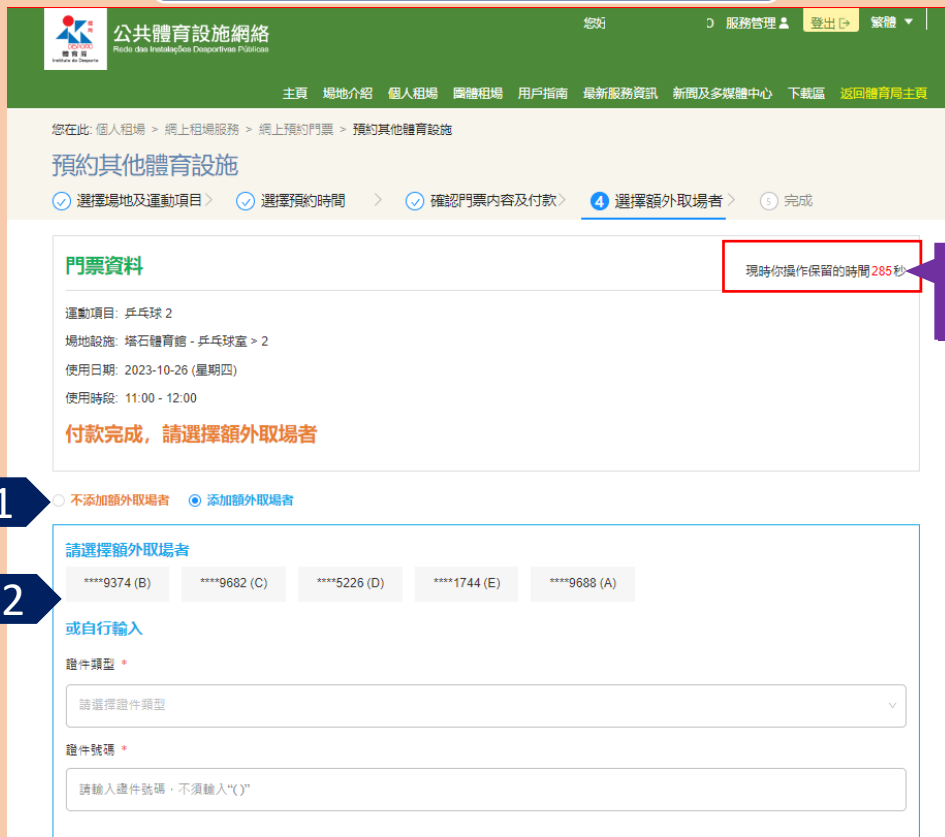 公共體育設施網絡
Rede das Instalações Desportivas Públicas
體育局
Instituto do Desporto
您好
服務管理
登出
繁體
主頁 場地介紹 個人租場 團體租場 用戶指南 最新服務資訊 新聞及多媒體中心 下載區 返回體育局主頁
您在此: 個人租場 > 網上租場服務 > 網上預約門票 > 預約其他體育設施
預約其他體育設施
選擇場地及運動項目 選擇預約時間 確認門票內容及付款 4 選擇額外取場者 5 完成
門票資料
現時你操作保留的時間285秒
運動項目: 乒乓球 2
場地設施: 塔石體育館 - 乒乓球室 > 2
使用日期: 2023-10-26 (星期四)
使用時段: 11:00 - 12:00
付款完成，請選擇額外取場者
1
不添加額外取場者 添加額外取場者
請選擇額外取場者
2
****9374 (B) ****9682 (C) ****5226 (D) ****1744 (E) ****9688 (A)
或自行輸入
證件類型 *
請選擇證件類型
證件號碼 *
請輸入證件號碼，不須輸入“()”